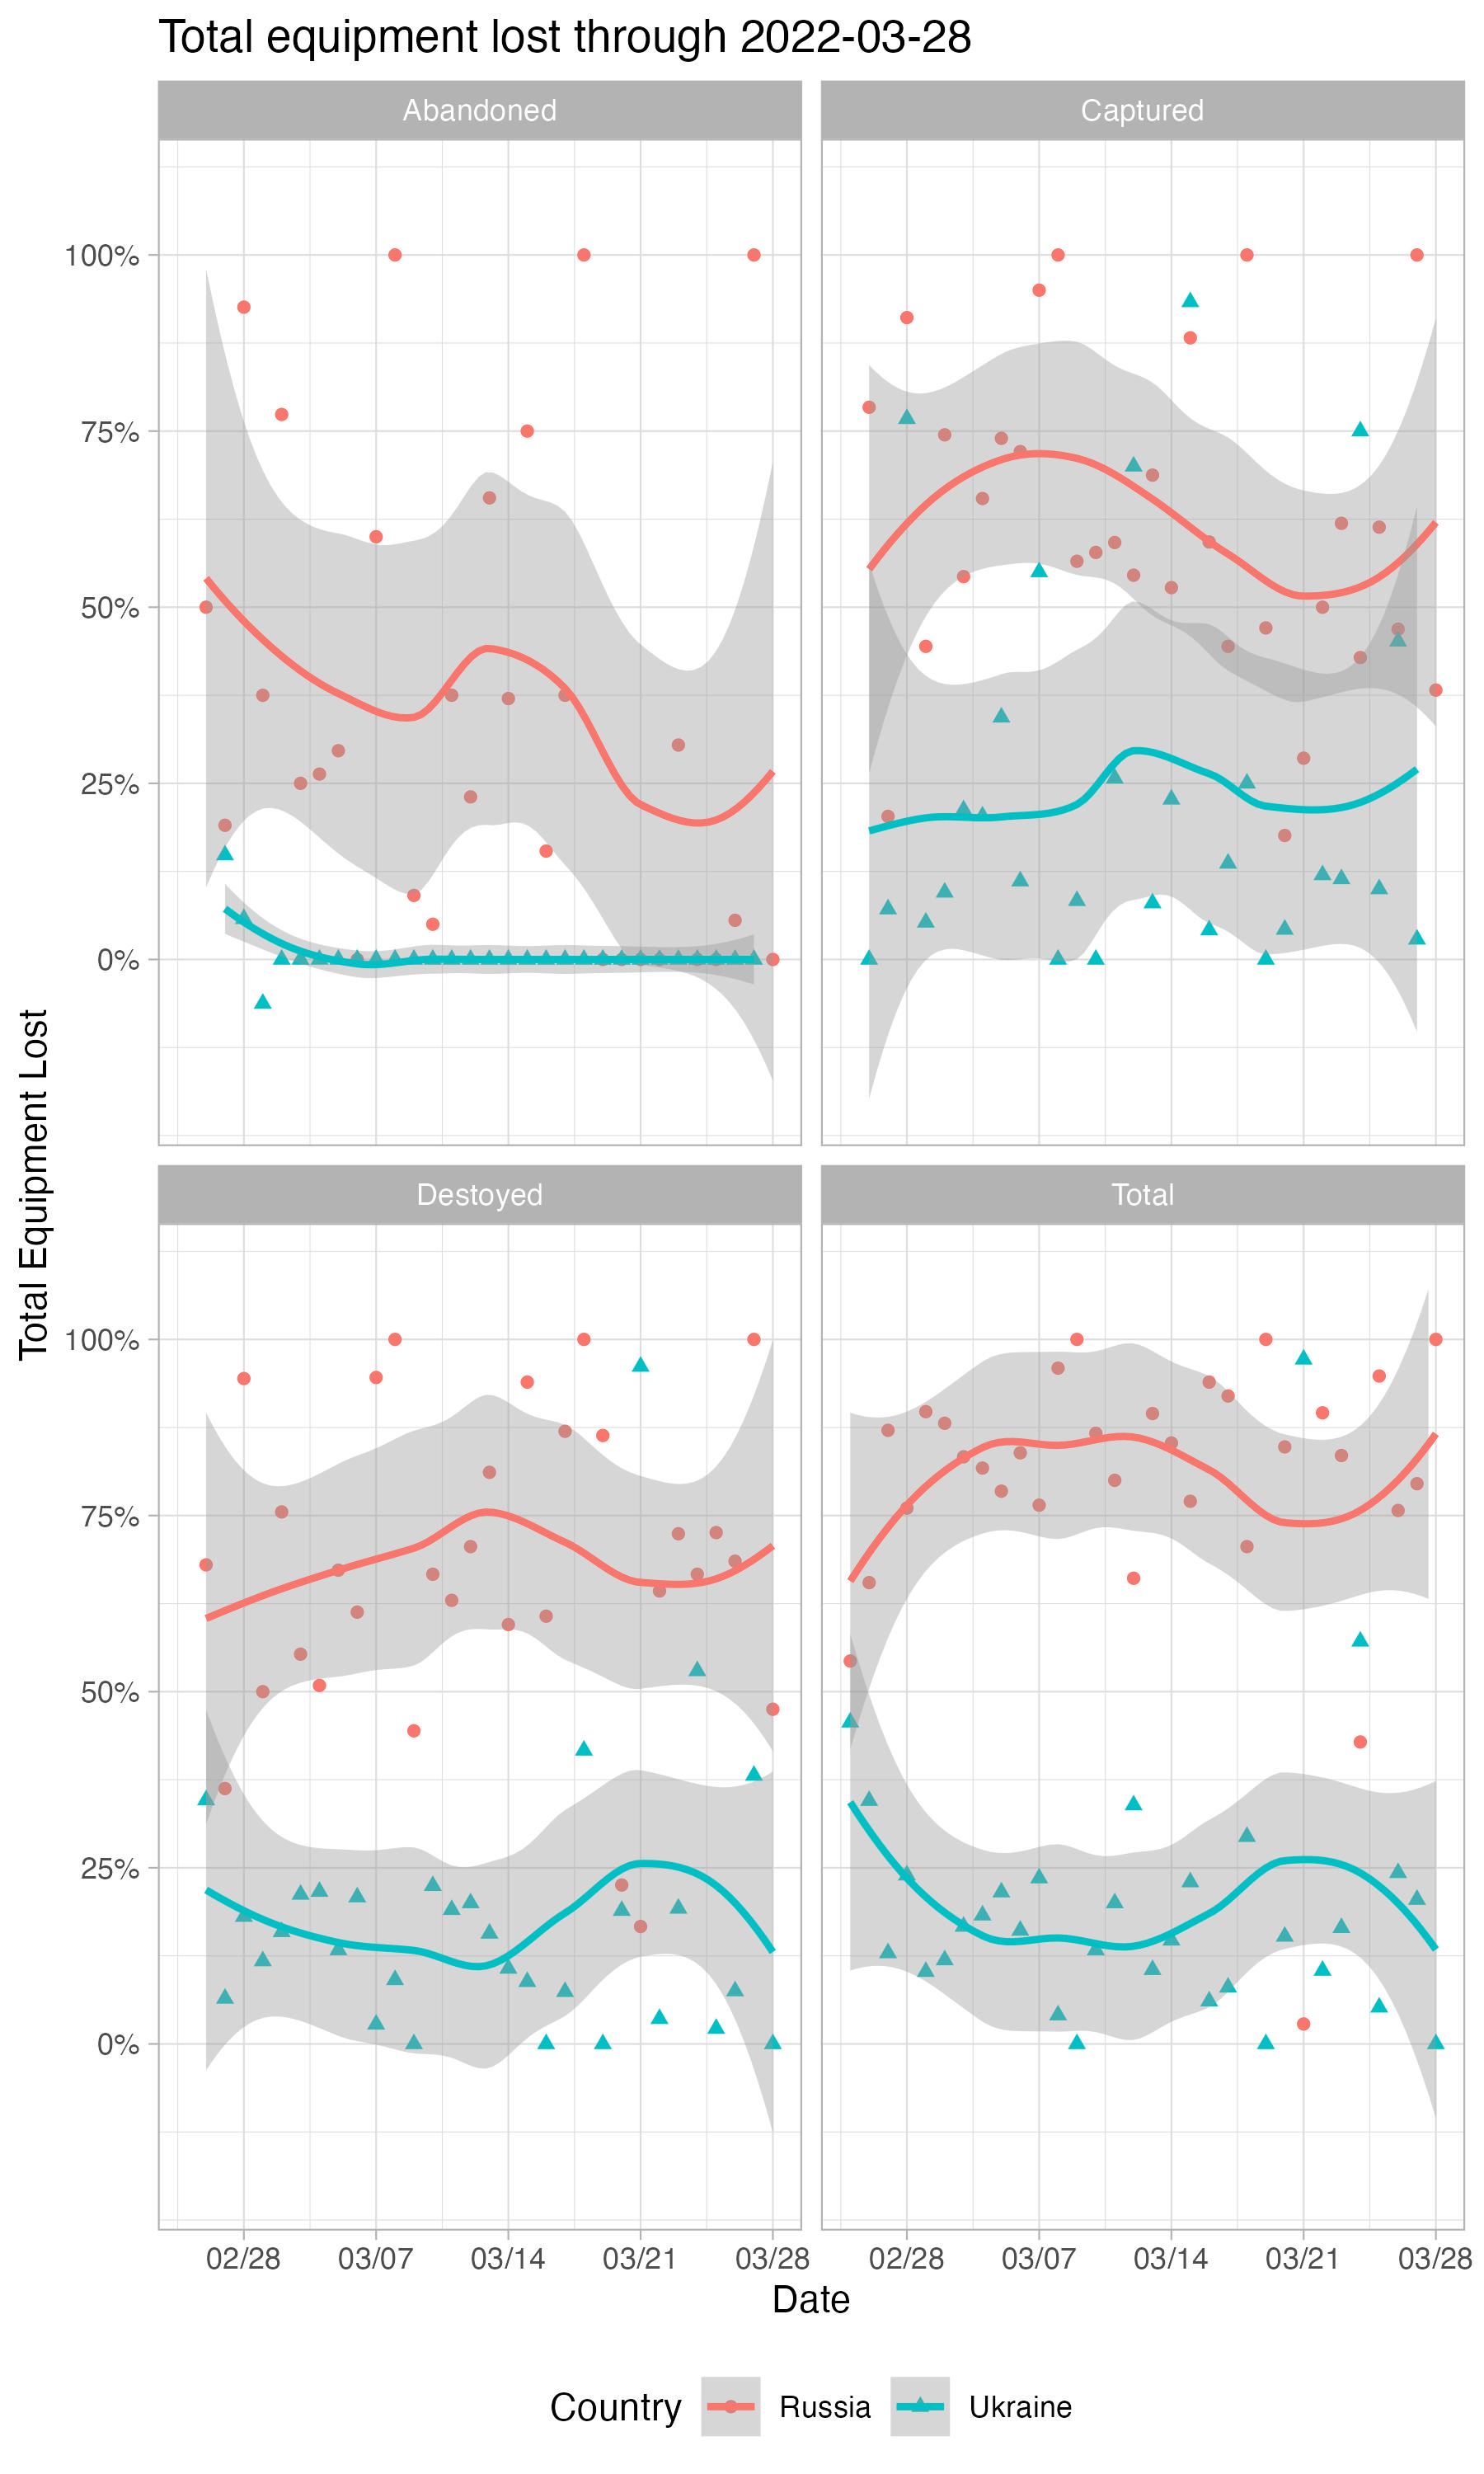 Total equipment lost through 2022-03-28
Abandoned Captured
100%
75%
50%
25%
0%
Total Equipment Lost
Destoyed Total
100%
75%
50%
25%
0%
02/28 03/07 03/14 03/21 03/28 02/28 03/07 03/14 03/21 03/28
Date
Country Russia Ukraine